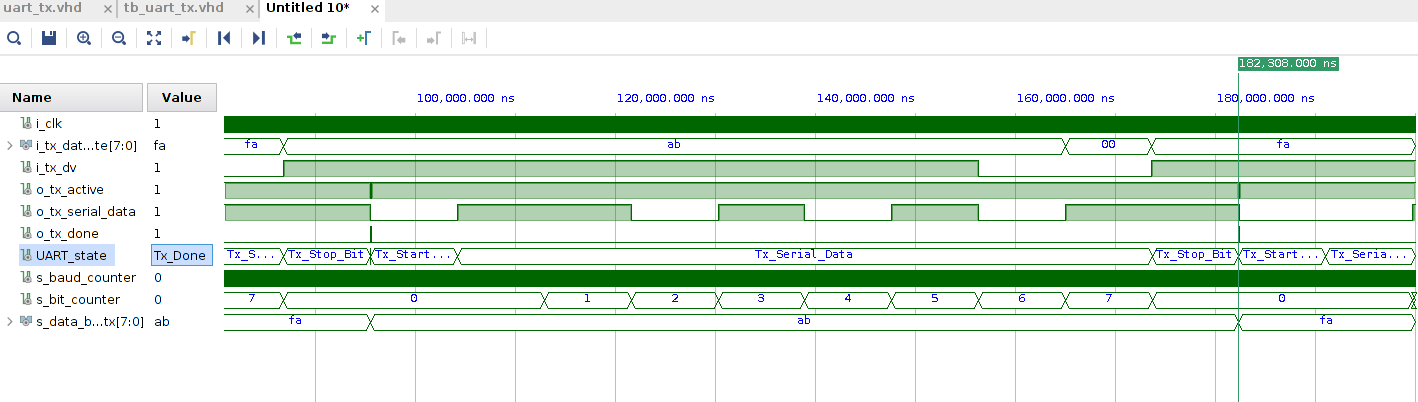 uart_tx.vhd × tb_uart_tx.vhd × Untitled 10* ×
182,308.000 ns
Name Value 100,000.000 ns 120,000.000 ns 140,000.000 ns 160,000.000 ns 180,000.000 ns
i_clk 1
i_tx_dat...te[7:0] fa fa ab 00 fa
i_tx_dv 1
o_tx_active 1
o_tx_serial_data 1
o_tx_done 1
UART_state Tx_Done Tx_S... Tx_Stop_Bit Tx_Start... Tx_Serial_Data Tx_Stop_Bit Tx_Start... Tx_Seria...
s_baud_counter 0
s_bit_counter 0 7 0 1 2 3 4 5 6 7 0
s_data_b...tx[7:0] ab fa ab fa